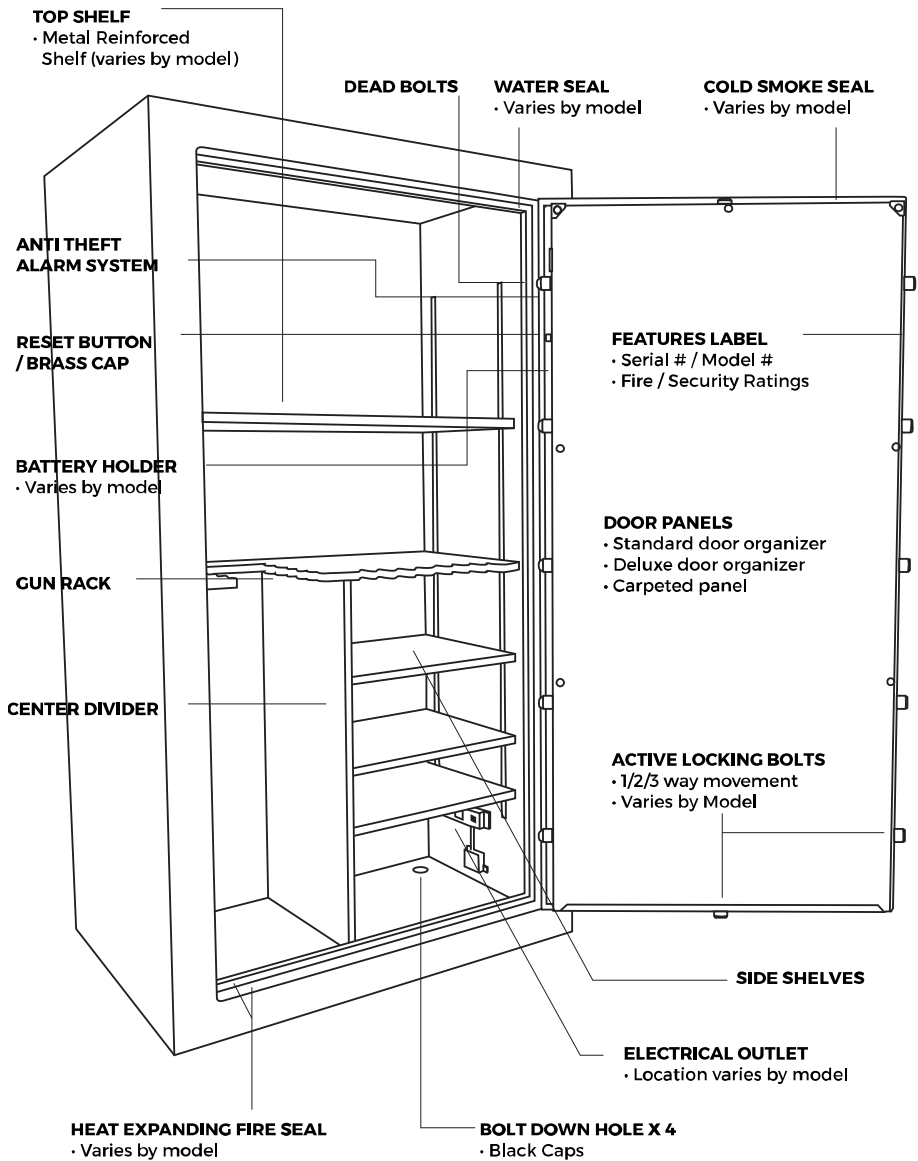 TOP SHELF
• Metal Reinforced
Shelf (varies by model)
DEAD BOLTS
WATER SEAL
• Varies by model
COLD SMOKE SEAL
• Varies by model
ANTI THEFT
ALARM SYSTEM
RESET BUTTON
/ BRASS CAP
FEATURES LABEL
• Serial # / Model #
• Fire / Security Ratings
BATTERY HOLDER
• Varies by model
DOOR PANELS
• Standard door organizer
• Deluxe door organizer
• Carpeted panel
GUN RACK
CENTER DIVIDER
ACTIVE LOCKING BOLTS
• 1/2/3 way movement
• Varies by Model
SIDE SHELVES
ELECTRICAL OUTLET
• Location varies by model
HEAT EXPANDING FIRE SEAL
• Varies by model
BOLT DOWN HOLE X 4
• Black Caps